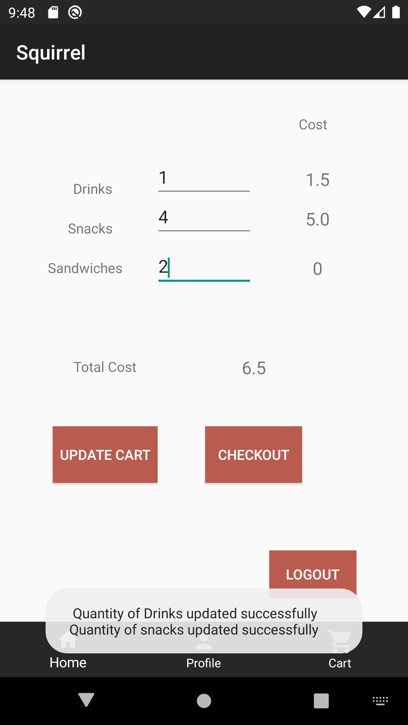 9:48
Squirrel
Cost
Drinks 1 1.5
Snacks 4 5.0
Sandwiches 2 0
Total Cost 6.5
UPDATE CART CHECKOUT
LOGOUT
Quantity of Drinks updated successfully
Quantity of snacks updated successfully
Home Profile Cart